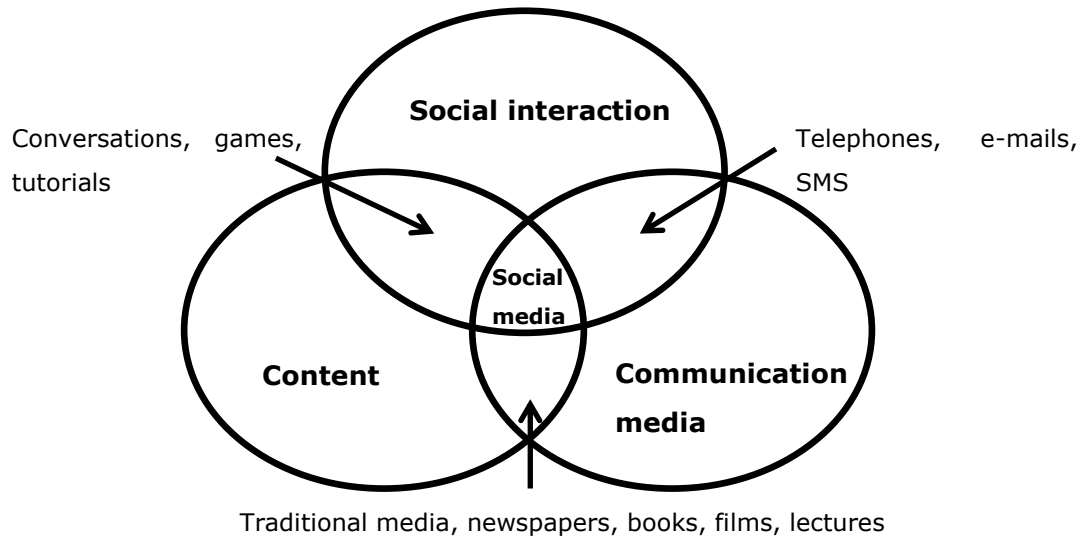 Social interaction
Conversations, games,
tutorials
Telephones, e-mails,
SMS
Social
media
Content
Communication
media
Traditional media, newspapers, books, films, lectures